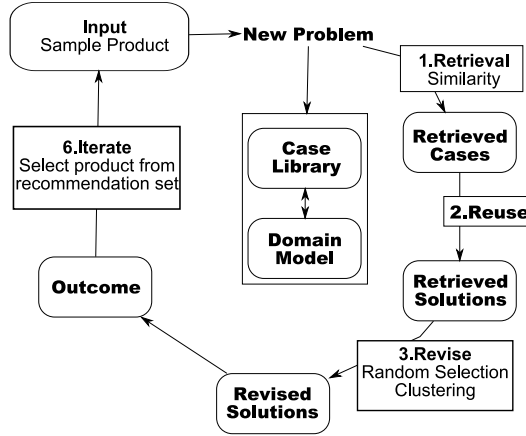 Input
Sample Product
New Problem
1.Retrieval
Similarity
Retrieved
Cases
2.Reuse
Retrieved
Solutions
3.Revise
Random Selection
Clustering
Revised
Solutions
Outcome
6.Iterate
Select product from
recommendation set
Case
Library
Domain
Model